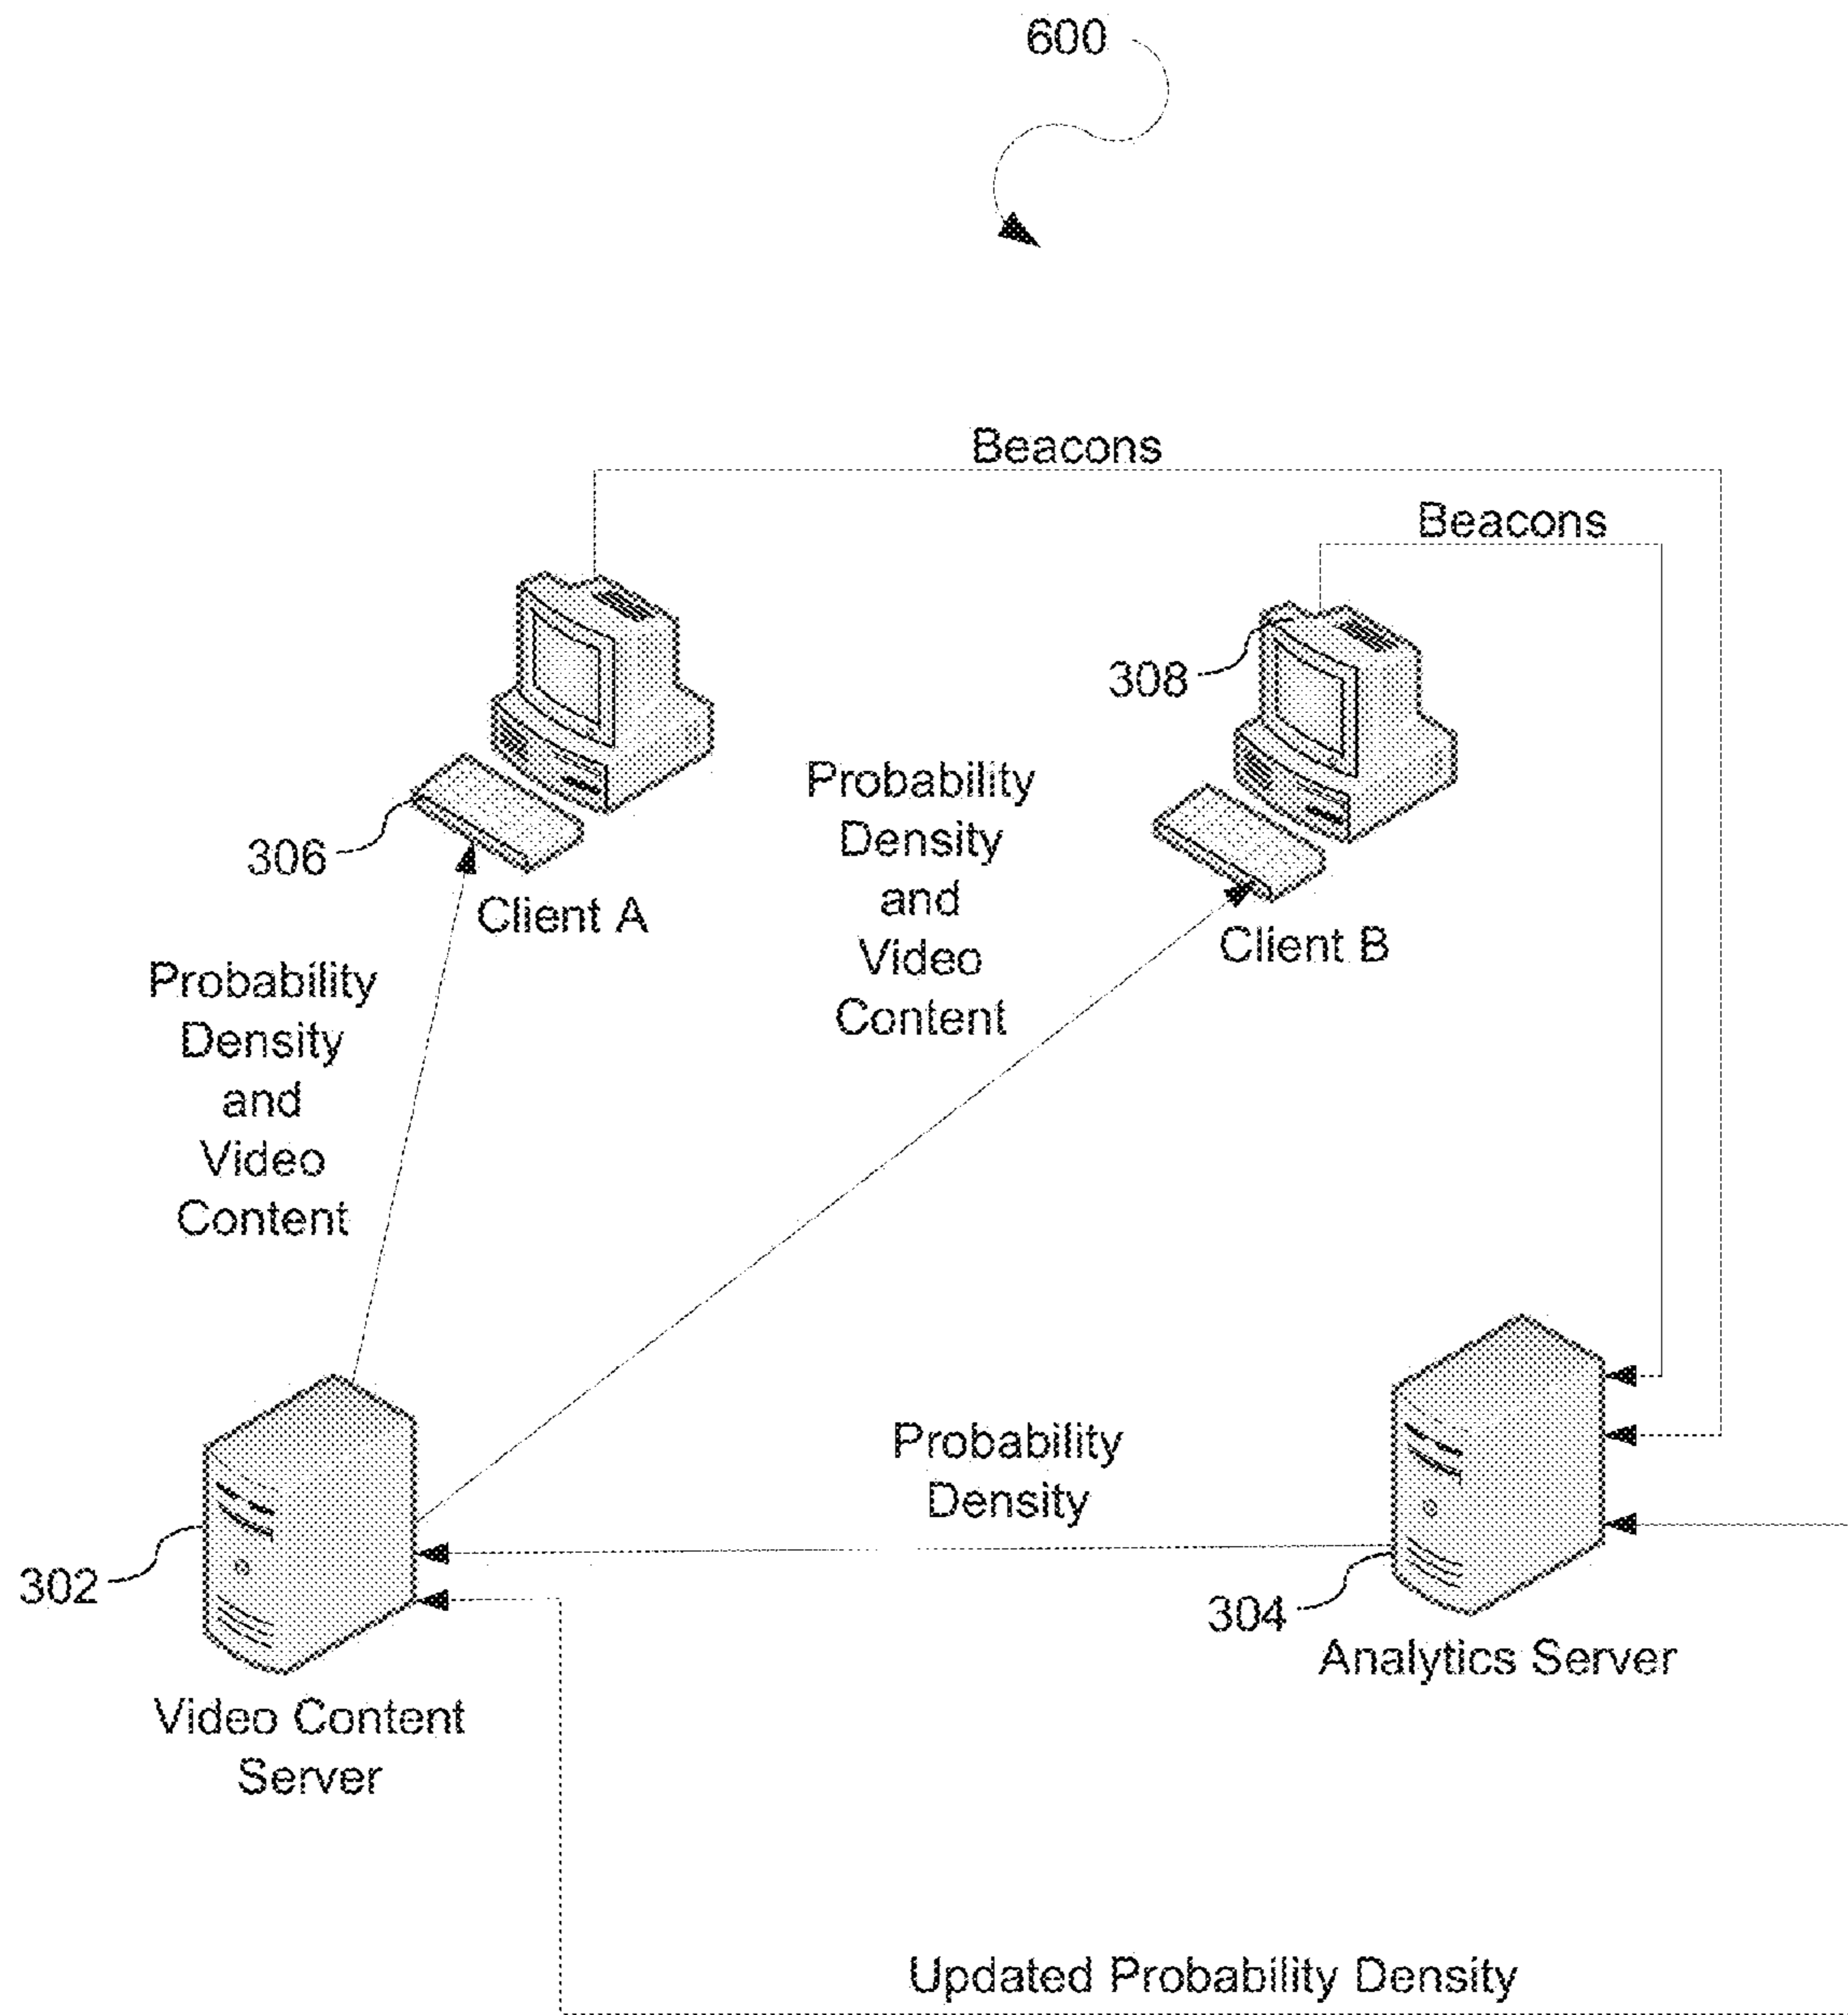 600
Beacons
Beacons
308
Probability
Density
and
Video
Content
306
Client A
Client B
Probability
Density
and
Video
Content
Probability
Density
302
304
Analytics Server
Video Content
Server
Updated Probability Density